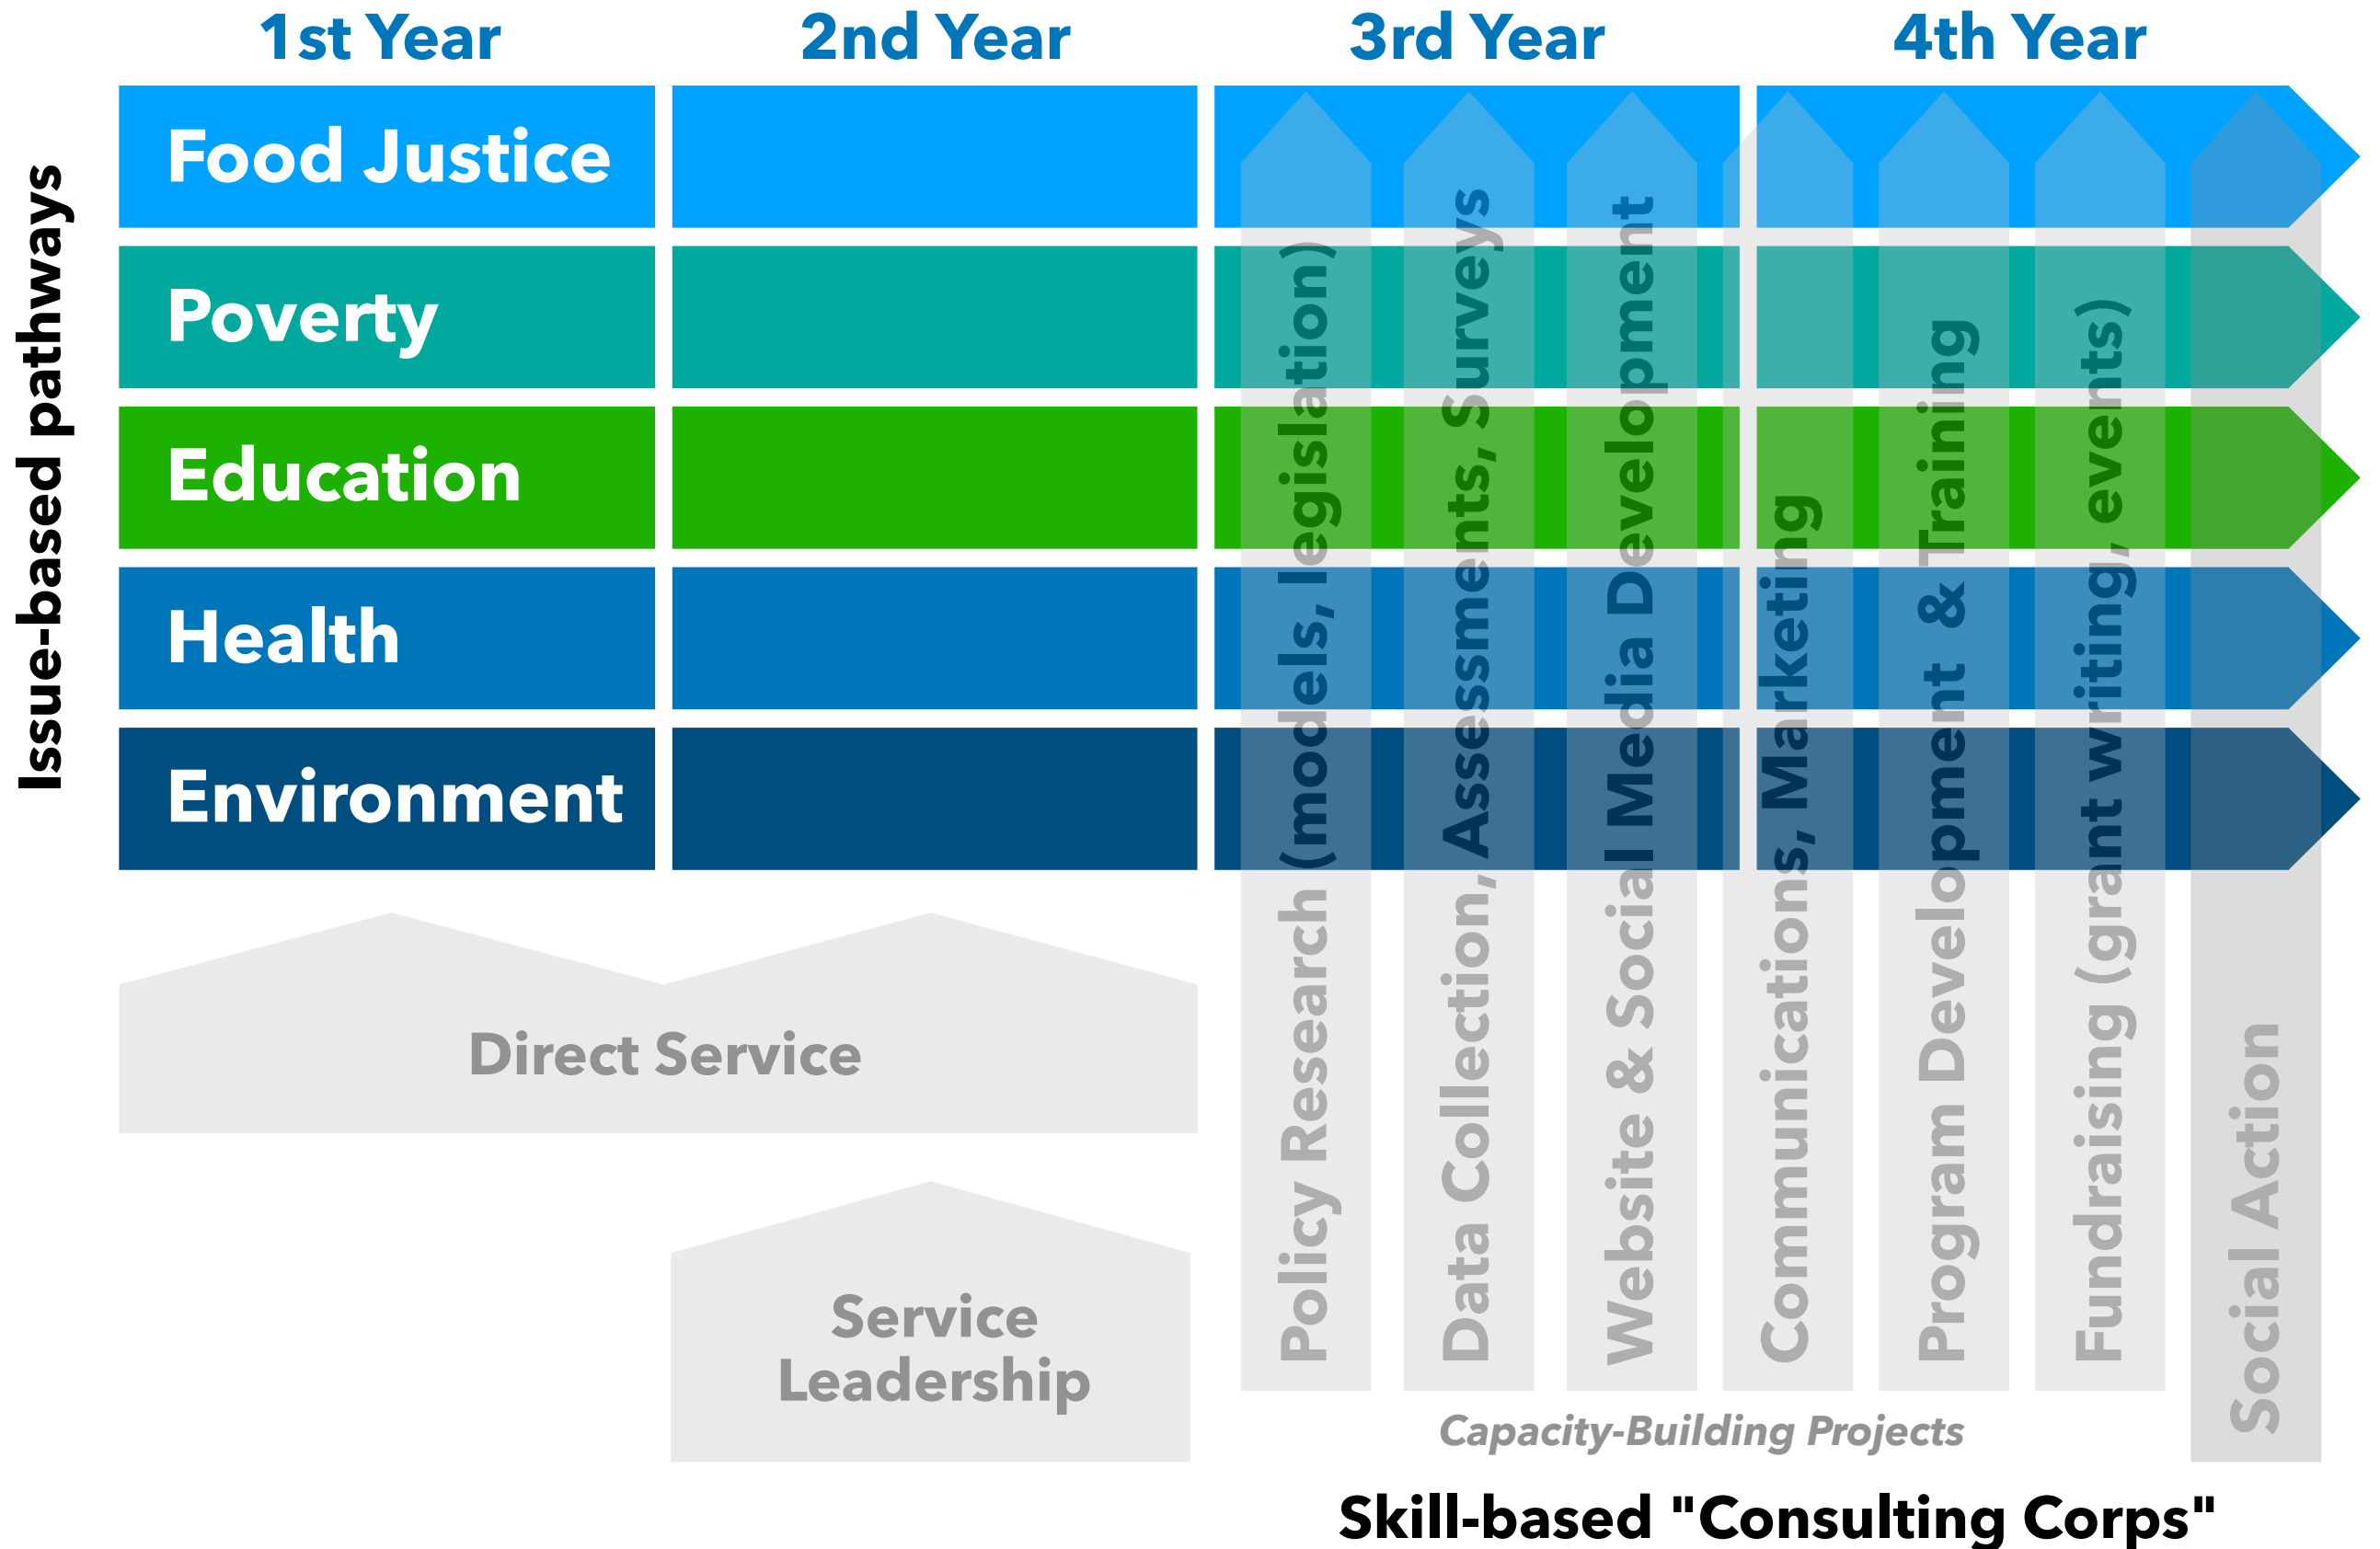 1st Year
2nd Year
3rd Year
4th Year
Issue-based pathways
Food Justice
Poverty
Education
Health
Environment
Direct Service
Service
Leadership
Policy Research (models, legislation)
Data Collection, Assessments, Surveys
Website & Social Media Development
Communications, Marketing
Program Development & Training
Fundraising (grant writing, events)
Social Action
Capacity-Building Projects
Skill-based "Consulting Corps"